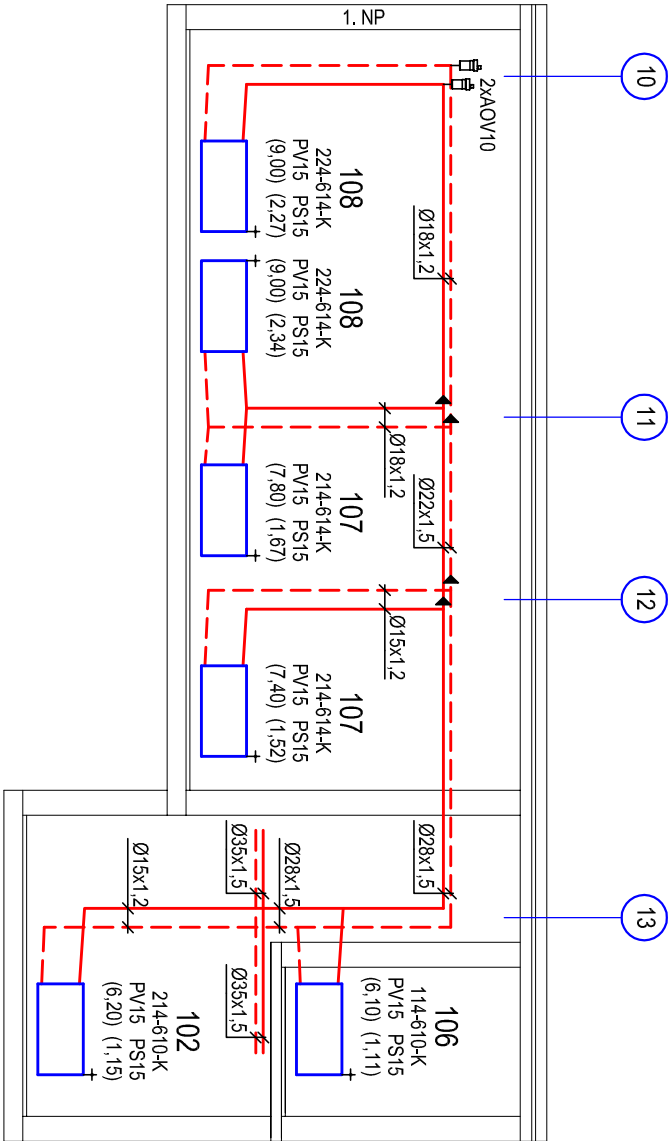 1. NP
10
2xAOV10
108
224-614-K
PV15 PS15
(9,00) (2,27)
Ø18x1,2
108
224-614-K
PV15 PS15
(9,00) (2,34)
11
Ø18x1,2
Ø22x1,5
107
214-614-K
PV15 PS15
(7,80) (1,67)
12
Ø15x1,2
107
214-614-K
PV15 PS15
(7,40) (1,52)
13
Ø28x1,5
Ø35x1,5
Ø28x1,5
Ø15x1,2
Ø35x1,5
106
114-610-K
PV15 PS15
(6,10) (1,11)
102
214-610-K
PV15 PS15
(6,20) (1,15)